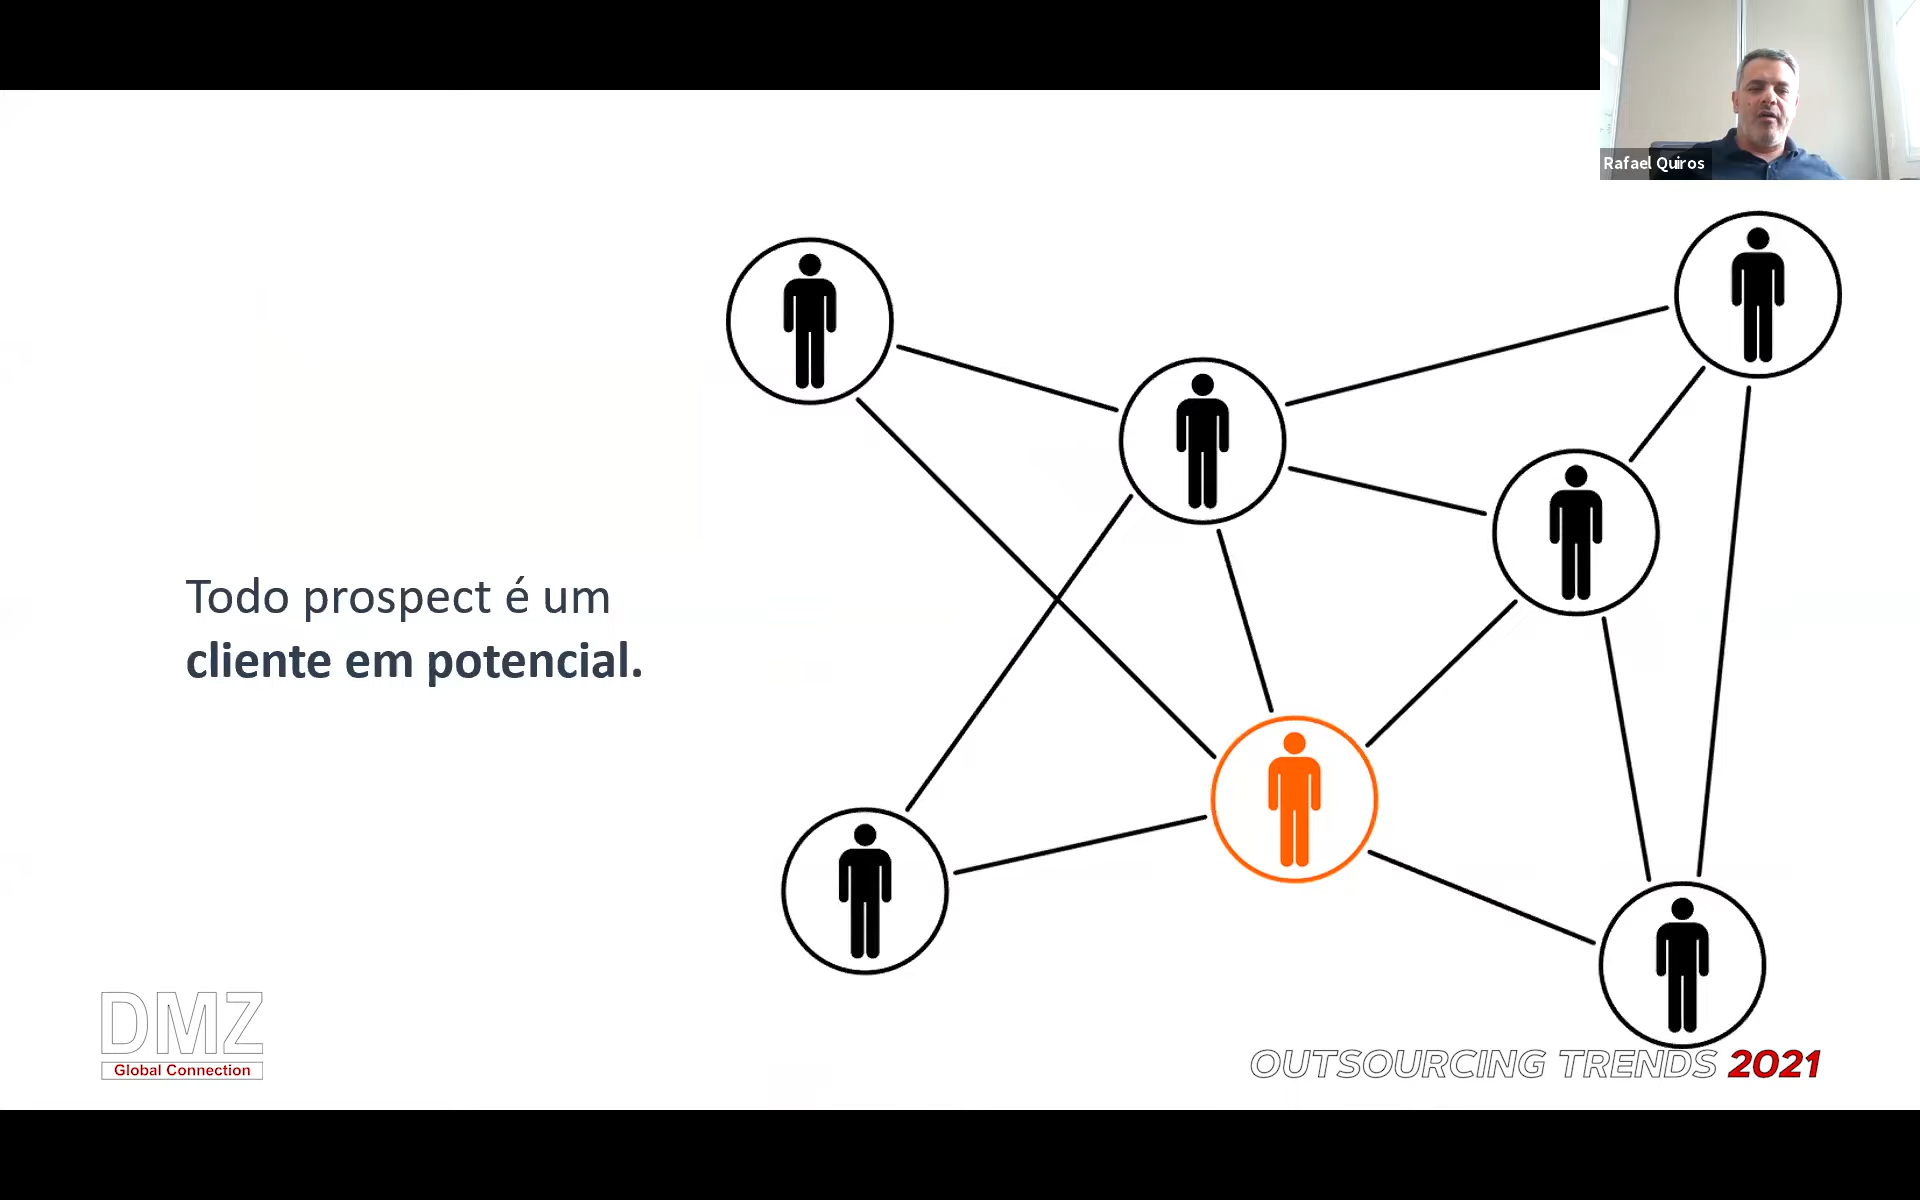 Rafael Quiros
Todo prospect é um
cliente em potencial.
DMZ
Global Connection
OUTSOURCING TRENDS 2021